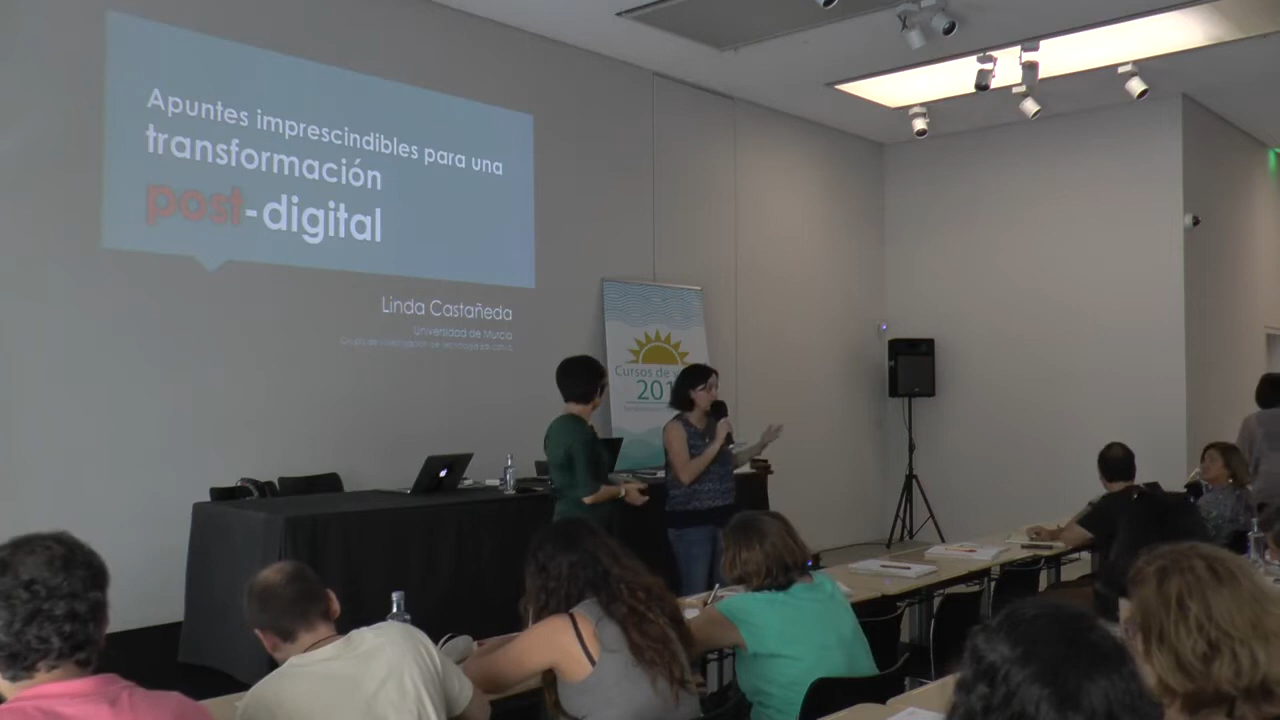 Apuntes imprescindibles para una
transformación
post-digital
Linda Castañeda
Universidad de Murcia
Cursos de
201